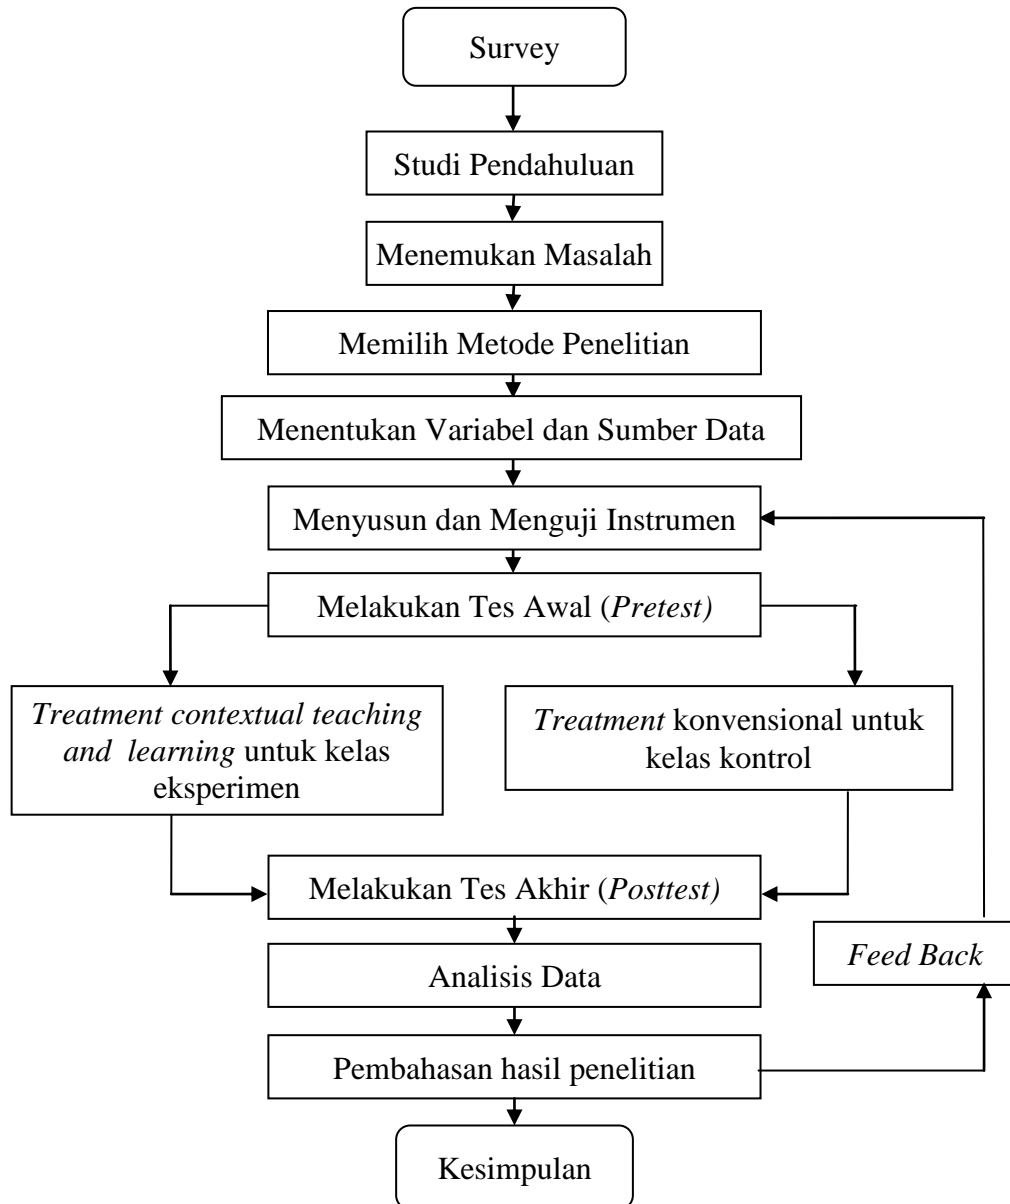 Survey
Studi Pendahuluan
Menemukan Masalah
Memilih Metode Penelitian
Menentukan Variabel dan Sumber Data
Menyusun dan Menguji Instrumen
Melakukan Tes Awal (Pretest)
Treatment contextual teaching
and learning untuk kelas
eksperimen
Treatment konvensional untuk
kelas kontrol
Melakukan Tes Akhir (Posttest)
Feed Back
Analisis Data
Pembahasan hasil penelitian
Kesimpulan